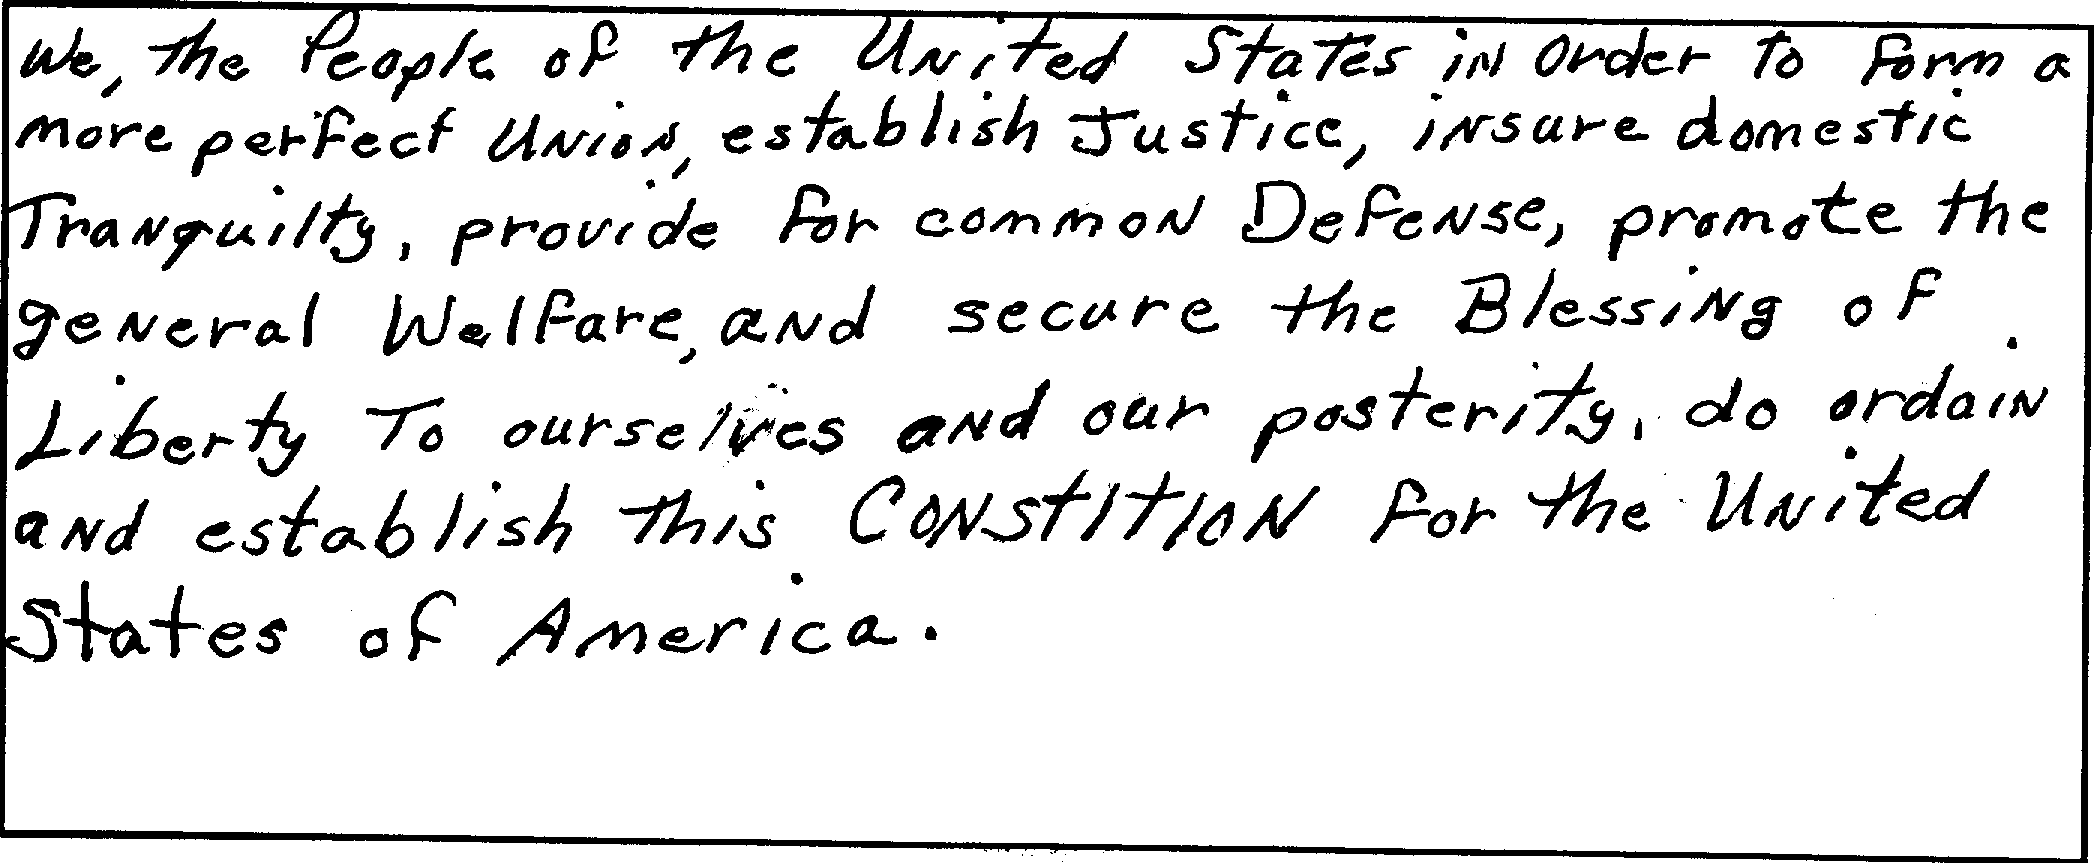 We, the People of the United States in order to form a
more perfect Union, establish Justice, insure domestic
Tranquilty, provide for common Defense, promote the
general Welfare, and secure the Blessing of
Liberty To ourselves and our posterity, do ordain
and establish this CONSTITION for the United
States of America.